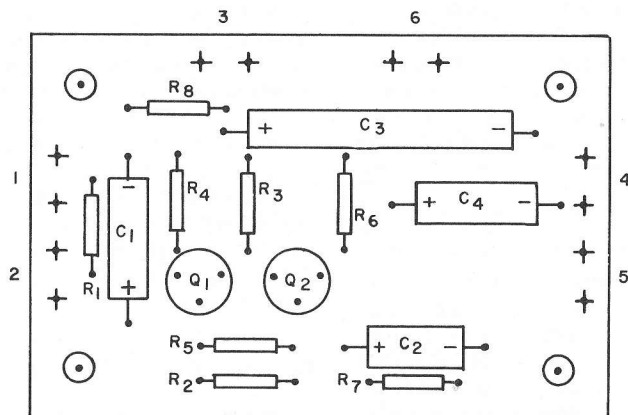 3 6
R8
+ C3 -
1 4
R4 R3 R6
-
C1
+ C4 -
R1
2 5
Q1 Q2
R5
+ C2 -
R2 R7